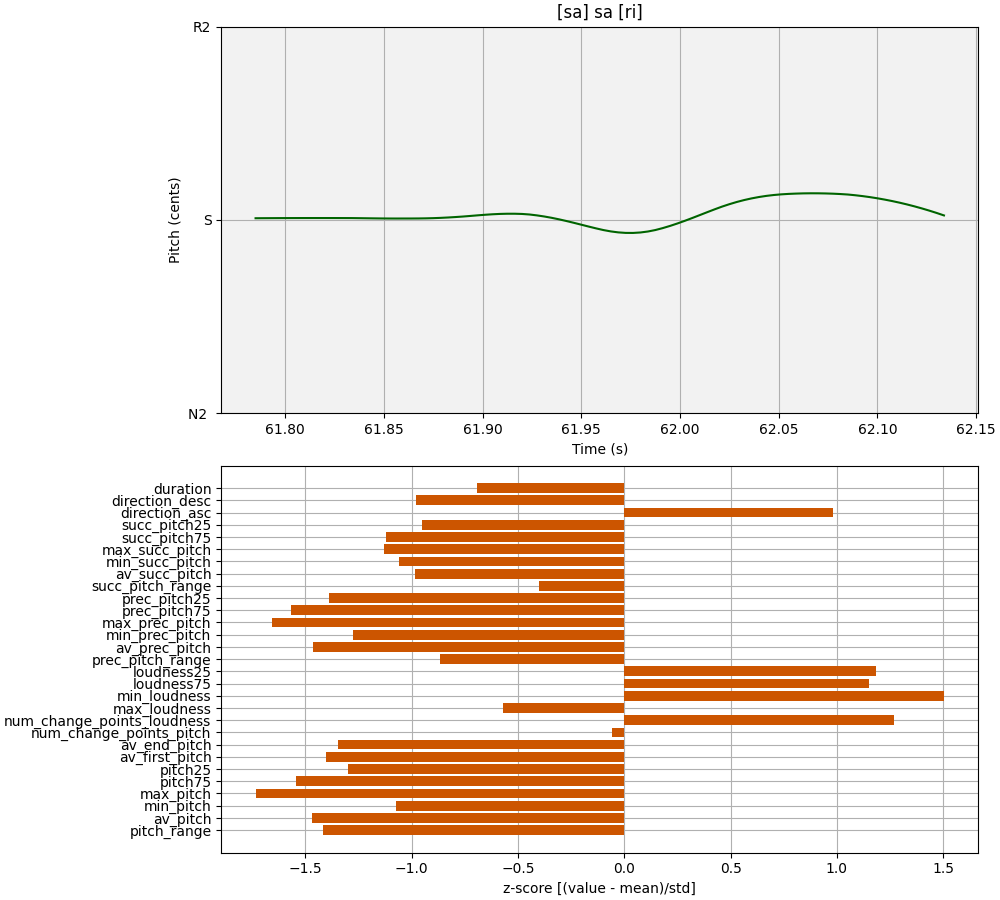 [sa] sa [ri]
R2
S
N2
Pitch (cents)
61.80 61.85 61.90 61.95 62.00 62.05 62.10 62.15
Time (s)
duration
direction_desc
direction_asc
succ_pitch25
succ_pitch75
max_succ_pitch
min_succ_pitch
av_succ_pitch
succ_pitch_range
prec_pitch25
prec_pitch75
max_prec_pitch
min_prec_pitch
av_prec_pitch
prec_pitch_range
loudness25
loudness75
min_loudness
max_loudness
num_change_points_loudness
num_change_points_pitch
av_end_pitch
av_first_pitch
pitch25
pitch75
max_pitch
min_pitch
av_pitch
pitch_range
−1.5 −1.0 −0.5 0.0 0.5 1.0 1.5
z-score [(value - mean)/std]